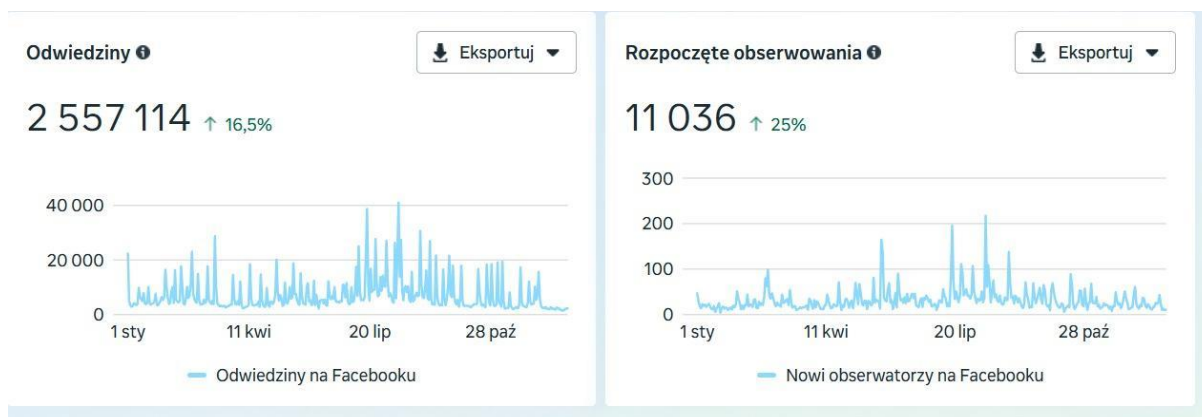 Odwiedziny
Eksportuj
2 557 114 ↑ 16,5%
40 000
20 000
0
1 sty 11 kwi 20 lip 28 paź
Odwiedziny na Facebooku
Rozpoczęte obserwowania
Eksportuj
11 036 ↑ 25%
300
200
100
0
1 sty 11 kwi 20 lip 28 paź
Nowi obserwatorzy na Facebooku